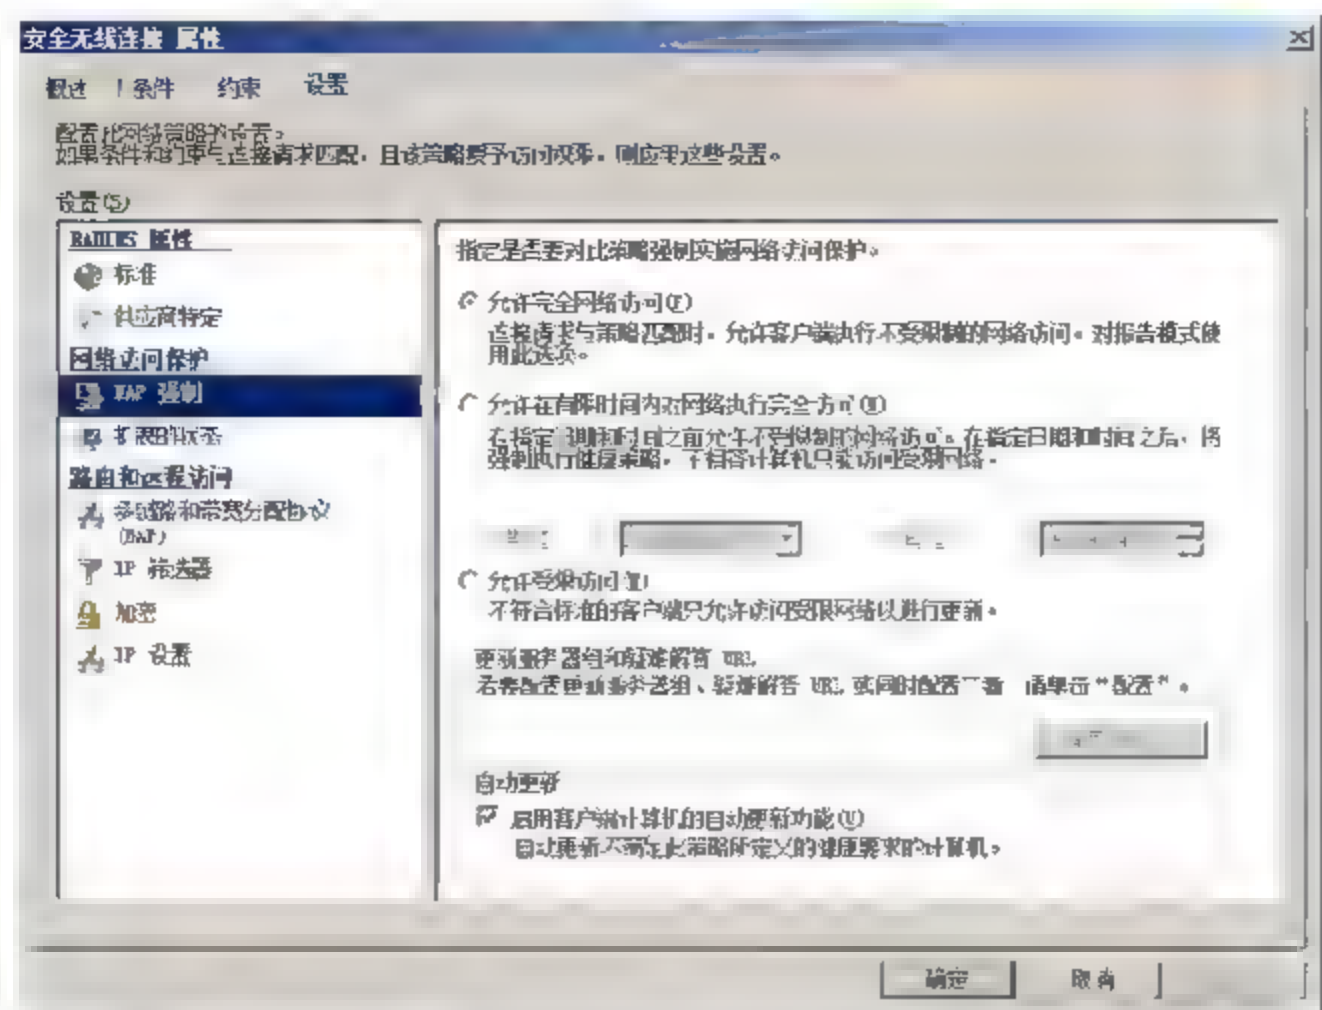 安全无线连接 属性
概述 条件 约束 设置
配置此网络策略的设置。
如果条件和约束与连接请求匹配，且该策略授予访问权限，则应用这些设置。
设置(S)
RADIUS 属性
标准
供应商特定
网络访问保护
NAP 强制
扩展的状态
路由和远程访问
多链路和带宽分配协议
(BAP)
IP 筛选器
加密
IP 设置
指定是否要对此策略强制实施网络访问保护。
允许完全网络访问(F)
连接请求与策略匹配时，允许客户端执行不受限制的网络访问。对报告模式使
用此选项。
允许在有限时间内对网络执行完全访问
在指定日期和时间之前允许不受限制的网络访问。在指定日期和时间之后，将
强制执行健康策略，不相容计算机只能访问受限网络。
允许受限访问
不符合标准的客户端只允许访问受限网络以进行更新。
更新服务器组和疑难解答 URL
若要配置更新服务器组、疑难解答 URL 或同时配置二者，请单击“配置”。
自动更新
启用客户端计算机的自动更新功能(U)
自动更新不满足此策略所定义的健康要求的计算机。
确定 取消